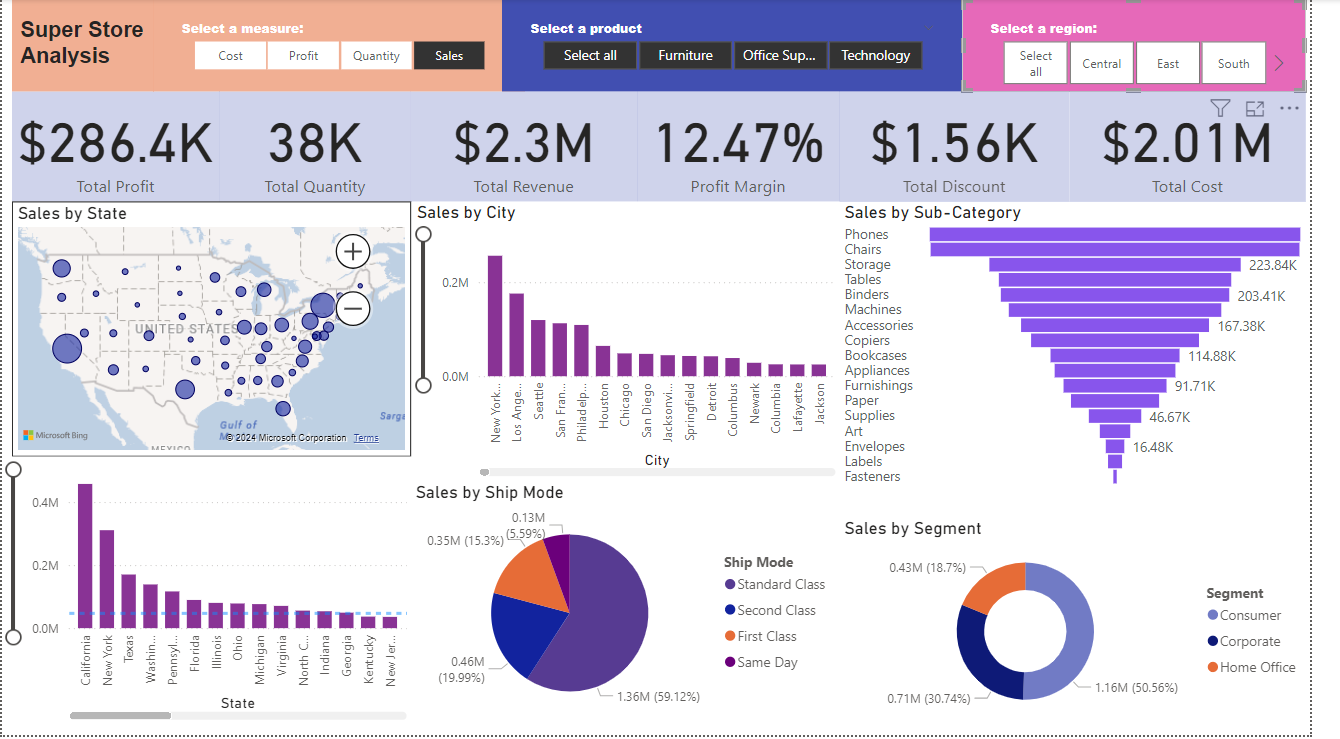 Super Store
Analysis
Select a measure:
Cost
Profit
Quantity
Sales
Select a product
Select all
Furniture
Office Sup...
Technology
Select a region:
Select
all
Central
East
South
$286.4K
Total Profit
38K
Total Quantity
$2.3M
Total Revenue
12.47%
Profit Margin
$1.56K
Total Discount
$2.01M
Total Cost
Sales by State
UNITED STATES
Gulf of
Sarga
MEXICO
Microsoft Bing
© 2024 Microsoft Corporation
Terms
0.4M
0.2M
0.0M
California
New York
Texas
Washin...
Pennsyl...
Florida
Illinois
Ohio
Michigan
Virginia
North C...
Indiana
Georgia
Kentucky
New Jer...
State
Sales by City
0.2M
0.0M
New York...
Los Ange...
Seattle
San Fran...
Philadelp...
Houston
Chicago
San Diego
Jacksonvi...
Springfield
Detroit
Columbus
Newark
Columbia
Lafayette
Jackson
City
Sales by Ship Mode
0.13M
(5.59%)
0.35M (15.3%)
0.46M
(19.99%)
1.36M (59.12%)
Ship Mode
Standard Class
Second Class
First Class
Same Day
Sales by Sub-Category
Phones
Chairs
Storage
223.84K
Tables
Binders
203.41K
Machines
Accessories
167.38K
Copiers
Bookcases
114.88K
Appliances
Furnishings
91.71K
Paper
Supplies
46.67K
Art
Envelopes
16.48K
Labels
Fasteners
Sales by Segment
0.43M (18.7%)
0.71M (30.74%)
1.16M (50.56%)
Segment
Consumer
Corporate
Home Office